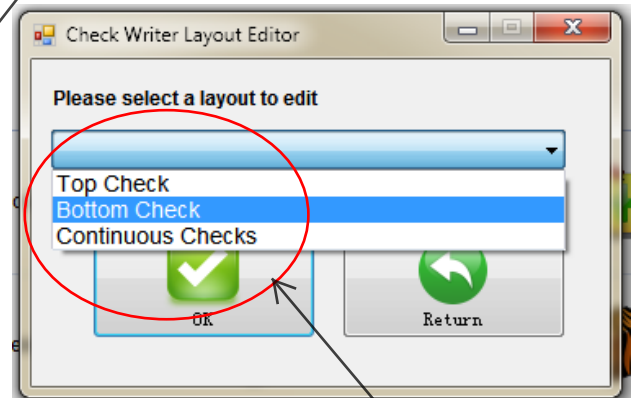 Check Writer Layout Editor
Please select a layout to edit
Top Check
Bottom Check
Continuous Checks
OK
Return